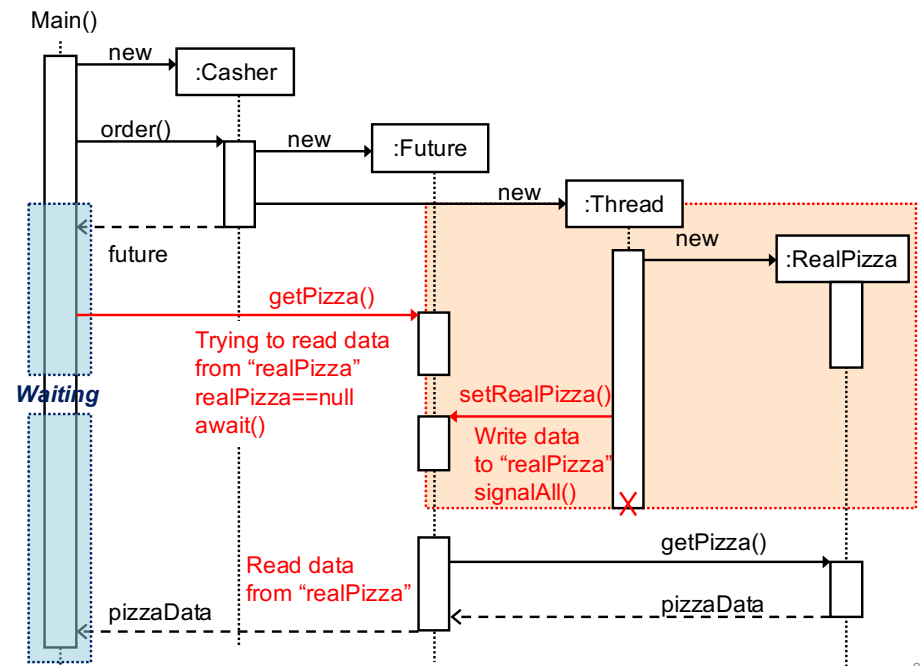 Main()
new
:Casher
order()
new
:Future
new
:Thread
future
new
:RealPizza
getPizza()
Trying to read data
from “realPizza”
realPizza==null
await()
Waiting
setRealPizza()
Write data
to “realPizza”
signalAll()
getPizza()
Read data
from “realPizza”
pizzaData
pizzaData